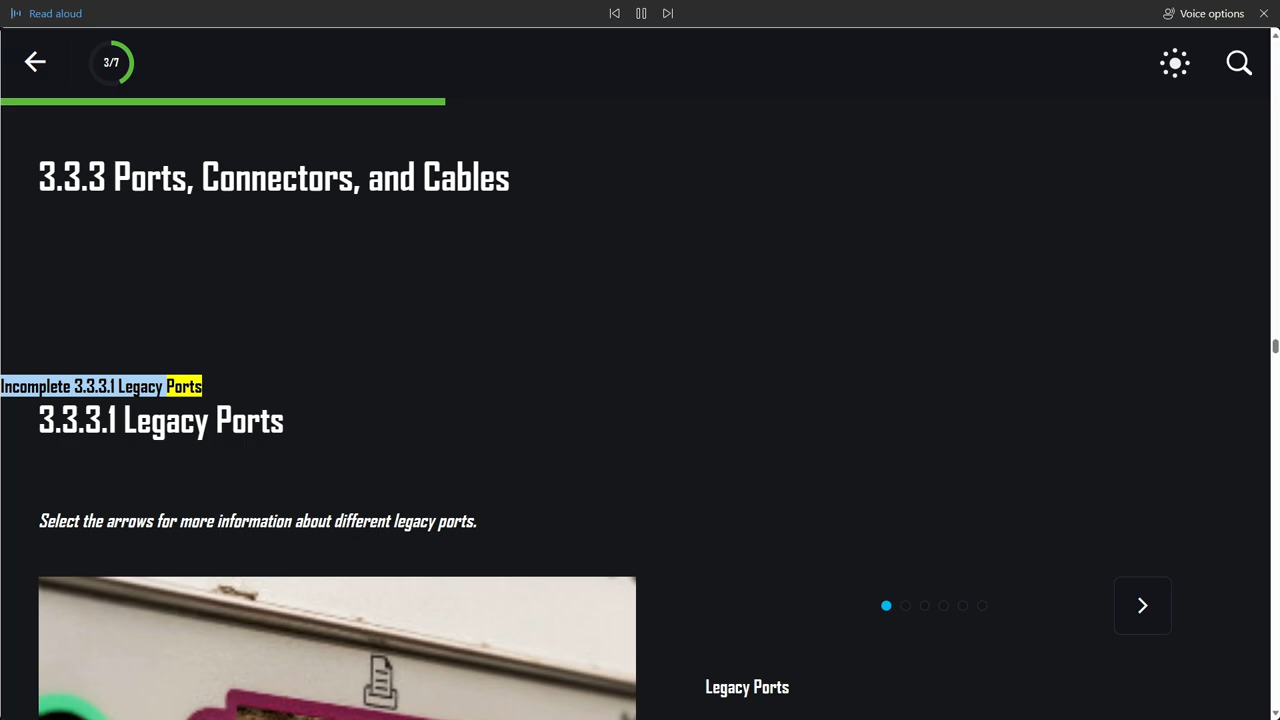 Read aloud
Voice options
3/7
3.3.3 Ports, Connectors, and Cables
Incomplete 3.3.3.1 Legacy Ports
3.3.3.1 Legacy Ports
Select the arrows for more information about different legacy ports.
Legacy Ports